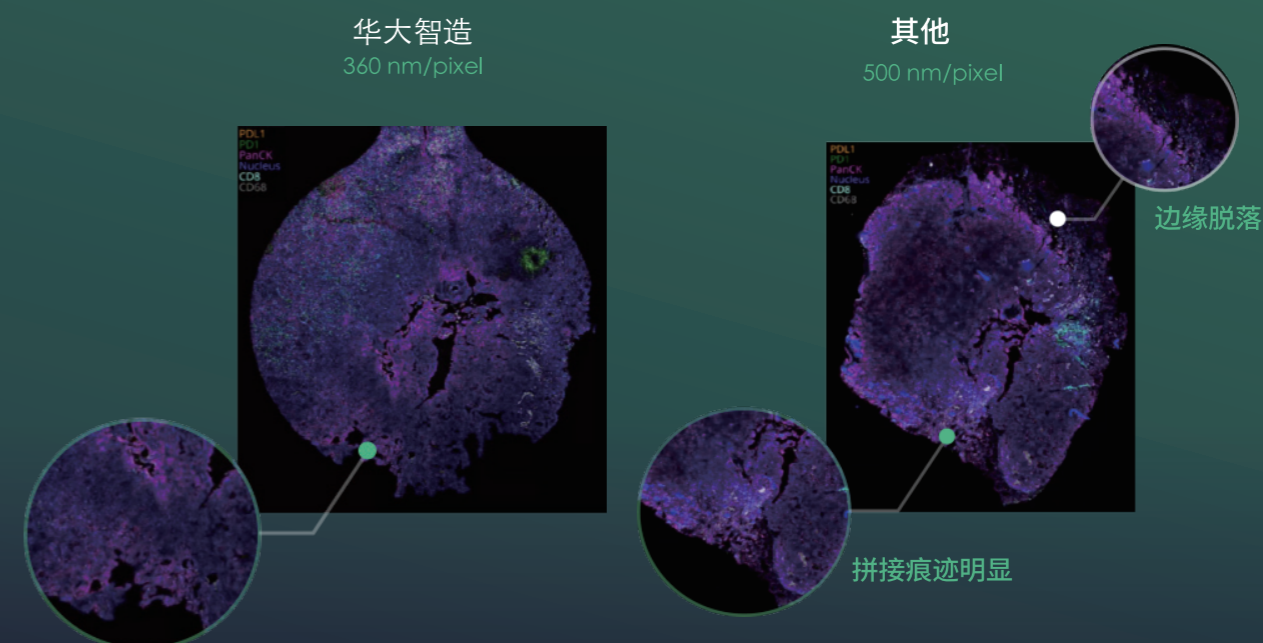 华大智造
360 nm/pixel
PDL1
PD1
PanCK
Nucleus
CD8
CD68
其他
500 nm/pixel
PDL1
PD1
PanCK
Nucleus
CD8
CD68
边缘脱落
拼接痕迹明显